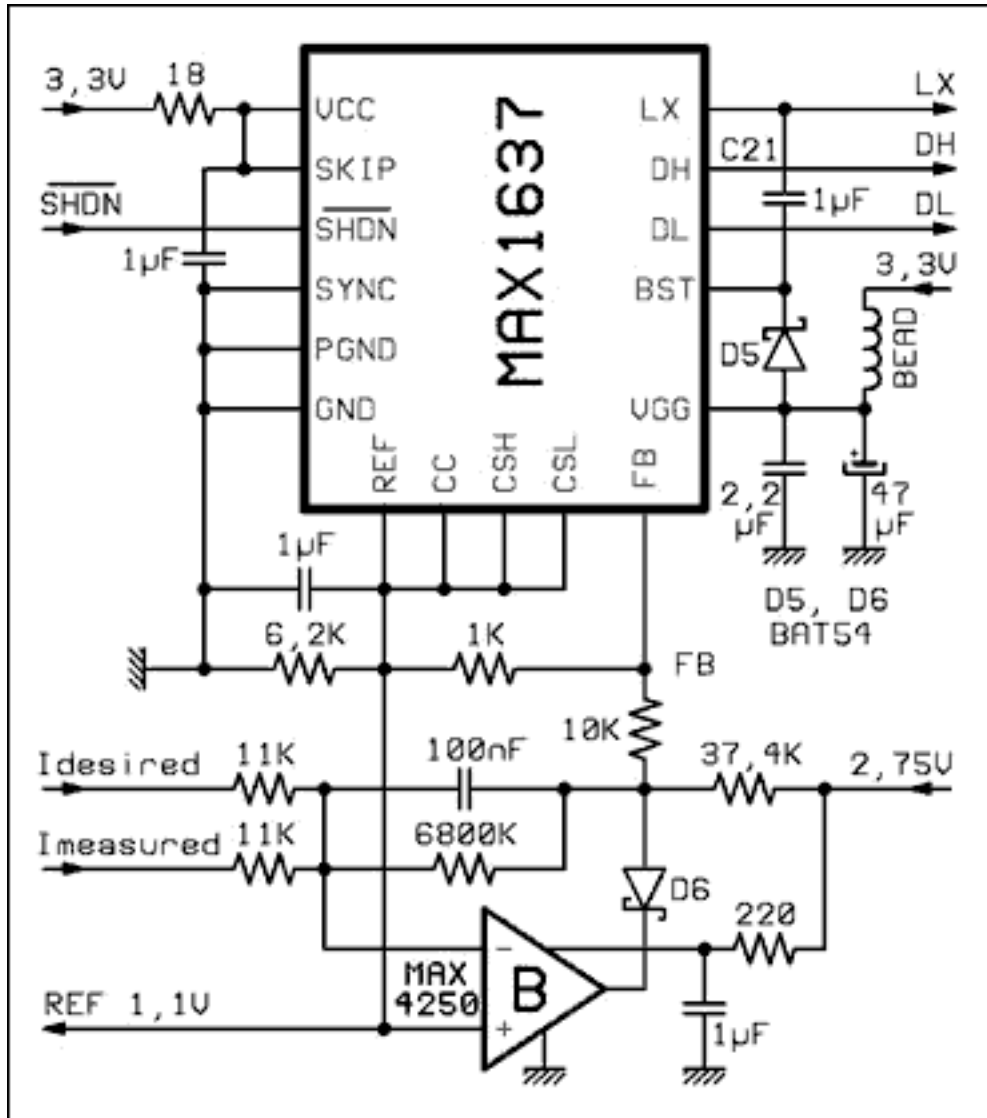 3,3V
18
SHDN
1µF
VCC
SKIP
SHDN
SYNC
PGND
GND
MAX1637
LX
DH
DL
BST
VGG
REF
CC
CSH
CSL
FB
LX
C21
DH
1µF
DL
3,3V
BEAD
D5
2,2
µF
47
µF
+
D5, D6
BAT54
1µF
6,2K
1K
FB
10K
Idesired
11K
100nF
37,4K
2,75V
Imeasured
11K
6800K
D6
220
MAX
4250
B
-
+
1µF
REF 1,1V